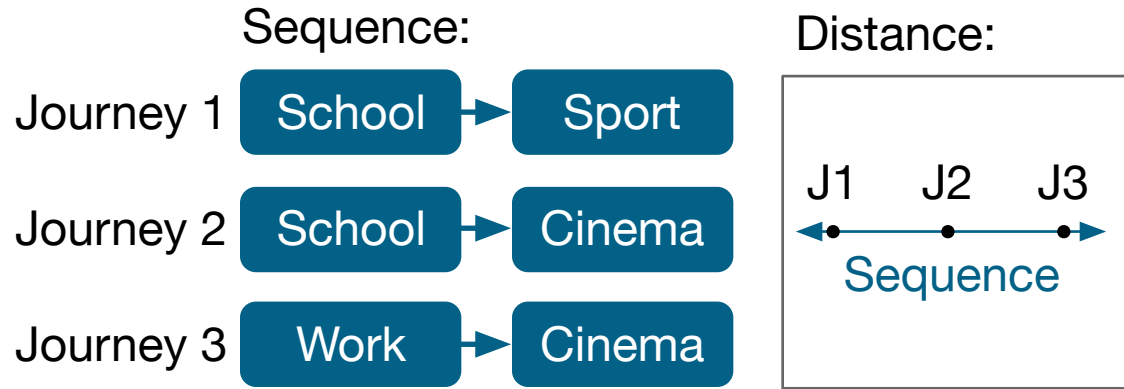 Sequence:
Distance:
Journey 1 School Sport
Journey 2 School Cinema
Journey 3 Work Cinema
J1 J2 J3
Sequence